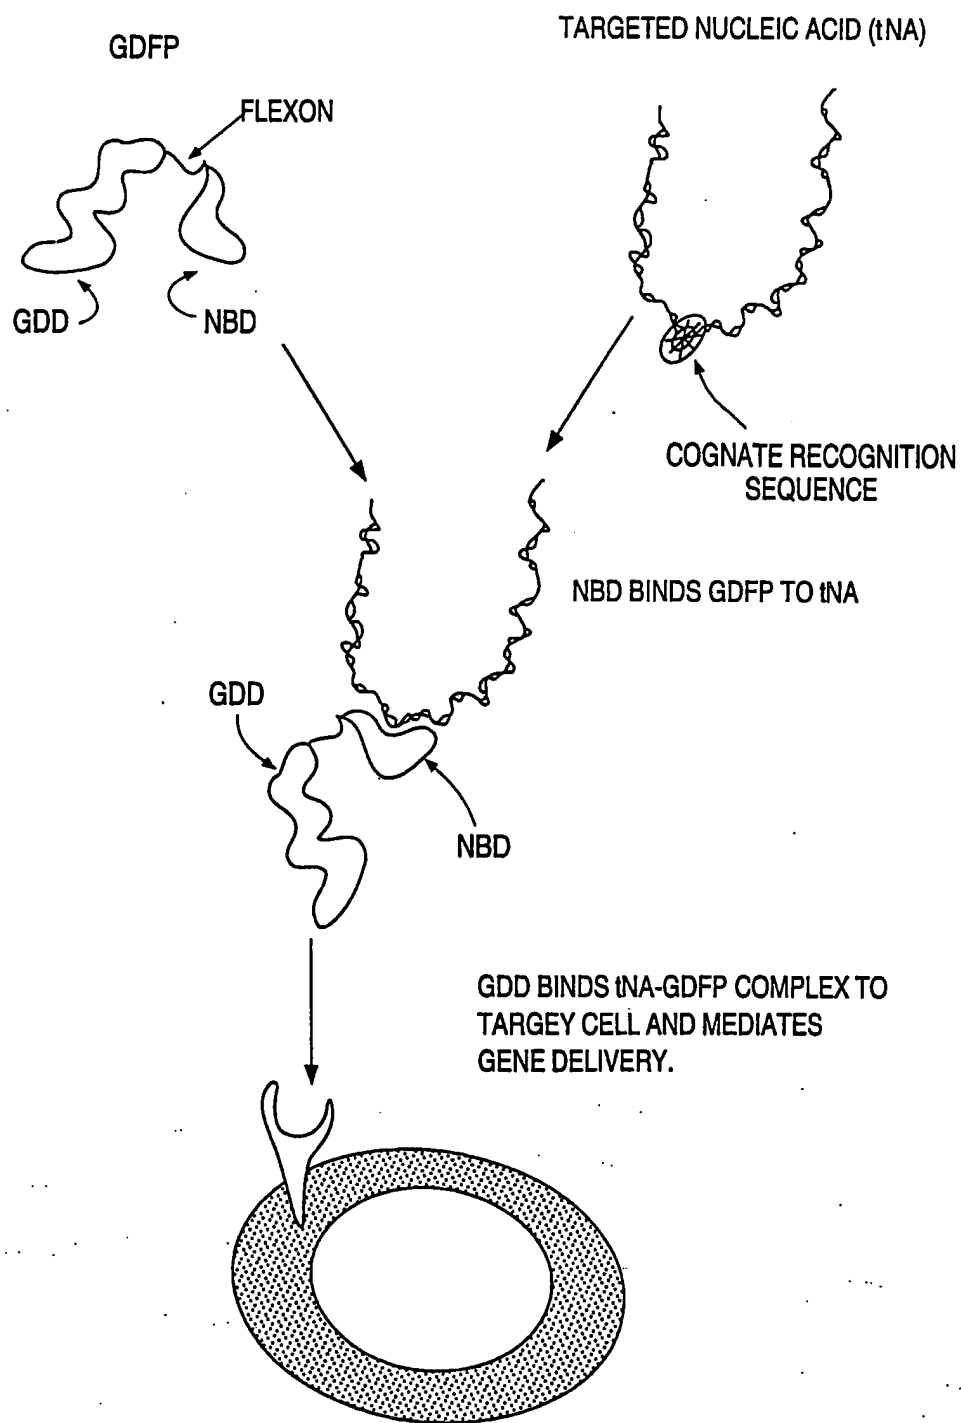 GDFP
TARGETED NUCLEIC ACID (tNA)
FLEXON
GDD
NBD
COGNATE RECOGNITION
SEQUENCE
NBD BINDS GDFP TO tNA
GDD
NBD
GDD BINDS tNA-GDFP COMPLEX TO
TARGEY CELL AND MEDIATES
GENE DELIVERY.